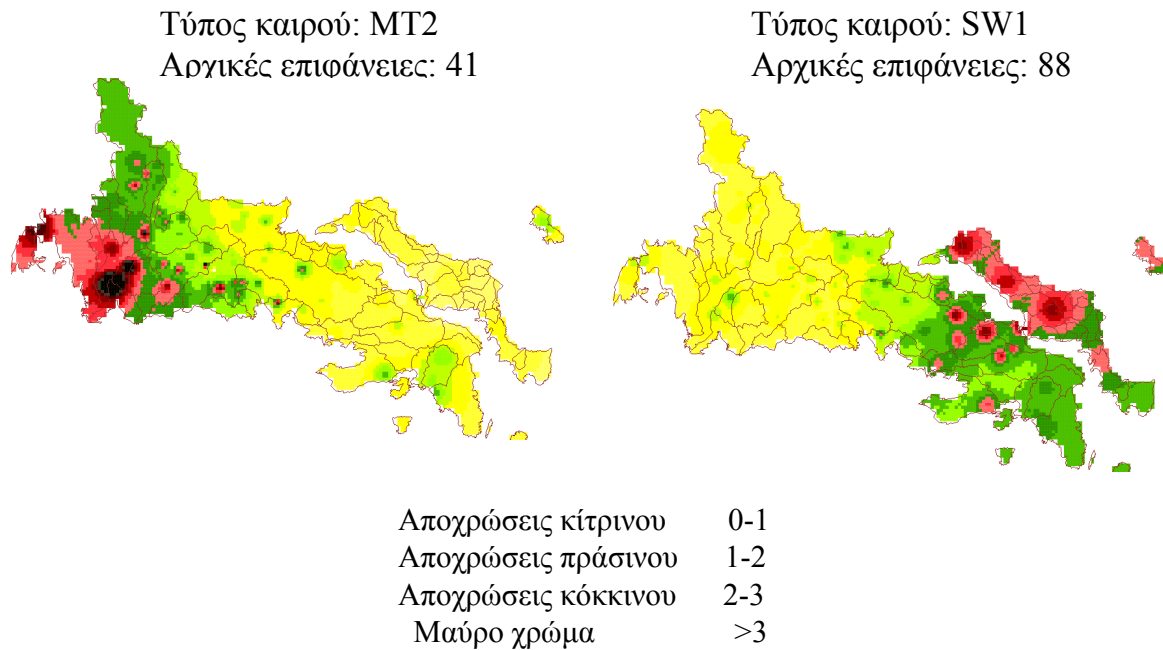 Τύπος καιρού: MT2
Αρχικές επιφάνειες: 41
Τύπος καιρού: SW1
Αρχικές επιφάνειες: 88
Αποχρώσεις κίτρινου 0-1
Αποχρώσεις πράσινου 1-2
Αποχρώσεις κόκκινου 2-3
Μαύρο χρώμα >3